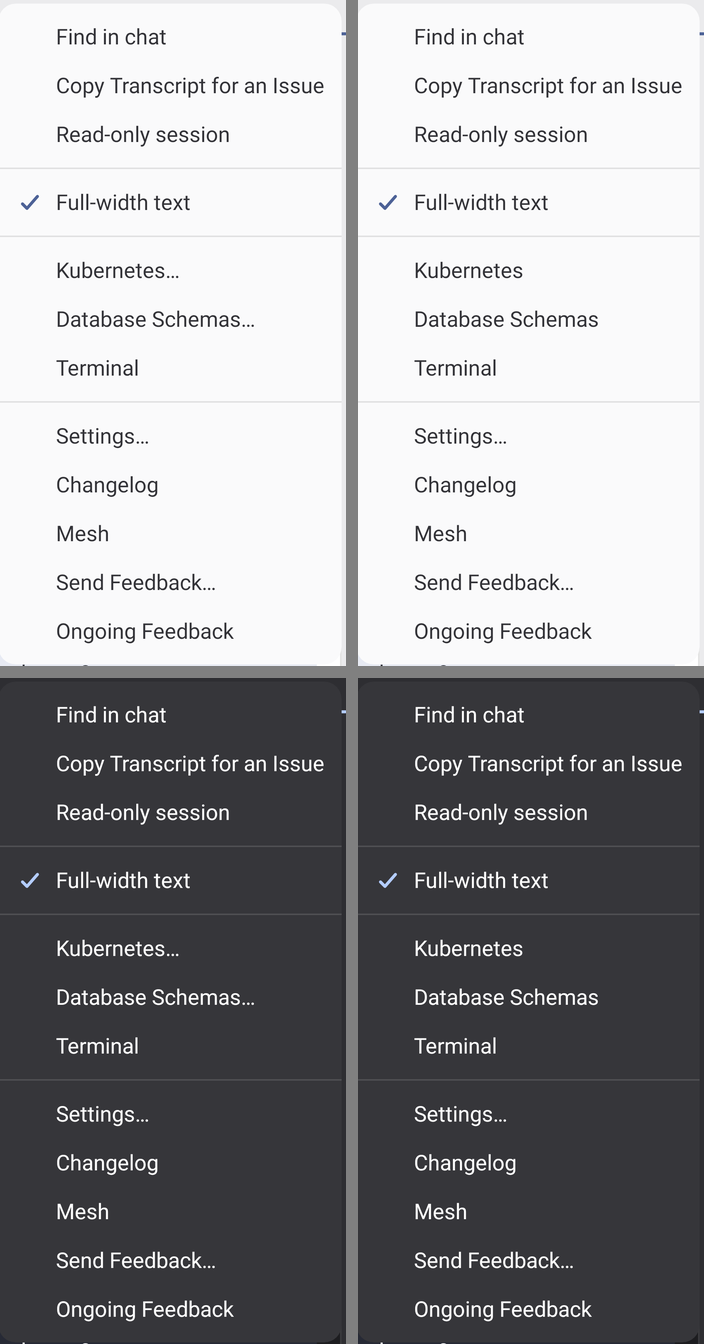 Find in chat
Copy Transcript for an Issue
Read-only session
Full-width text
Kubernetes…
Database Schemas…
Terminal
Settings…
Changelog
Mesh
Send Feedback…
Ongoing Feedback
Find in chat
Copy Transcript for an Issue
Read-only session
Full-width text
Kubernetes
Database Schemas
Terminal
Settings…
Changelog
Mesh
Send Feedback…
Ongoing Feedback
Find in chat
Copy Transcript for an Issue
Read-only session
Full-width text
Kubernetes…
Database Schemas…
Terminal
Settings…
Changelog
Mesh
Send Feedback…
Ongoing Feedback
Find in chat
Copy Transcript for an Issue
Read-only session
Full-width text
Kubernetes
Database Schemas
Terminal
Settings…
Changelog
Mesh
Send Feedback…
Ongoing Feedback